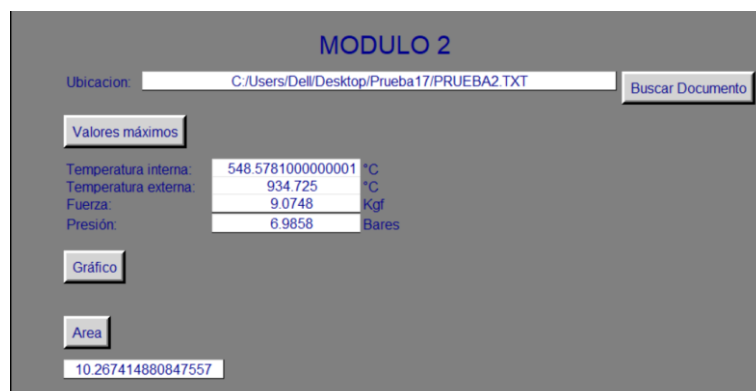 MODULO 2
Ubicacion: C:/Users/Dell/Desktop/Prueba17/PRUEBA2.TXT Buscar Documento
Valores máximos
Temperatura interna: 548.5781000000001 °C
Temperatura externa: 934.725 °C
Fuerza: 9.0748 Kgf
Presión: 6.9858 Bares
Gráfico
Area
10.267414880847557